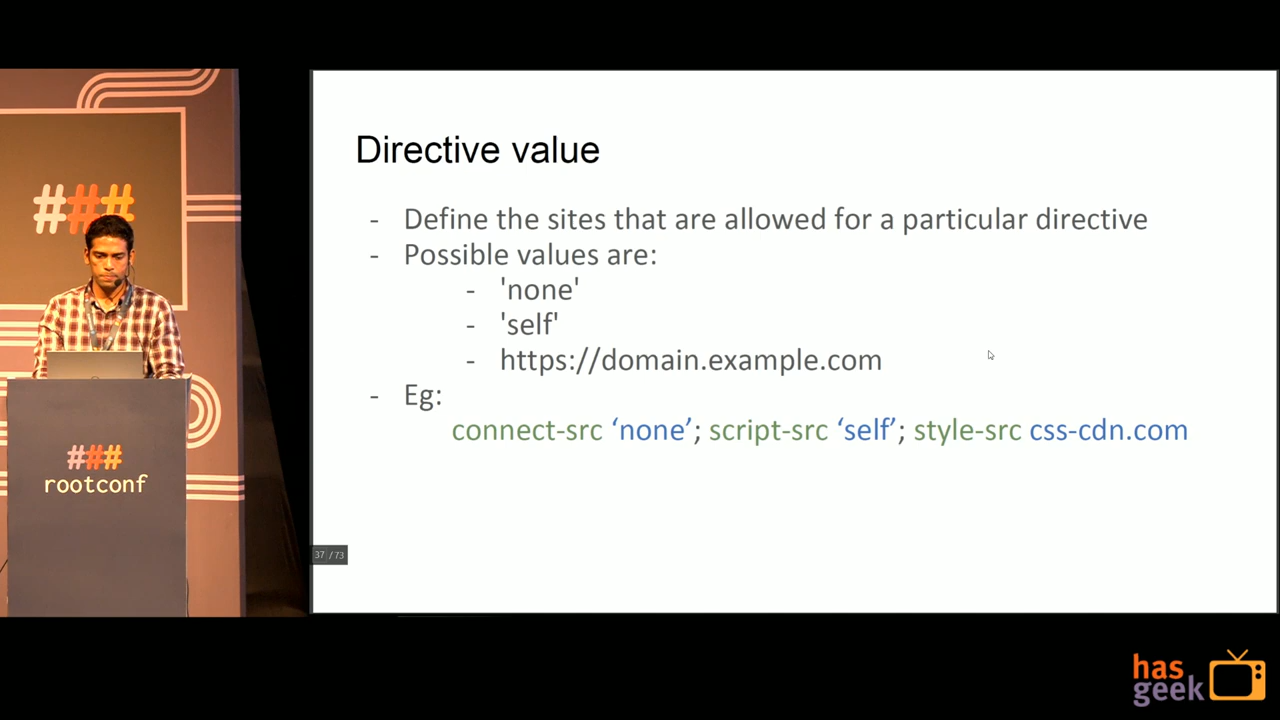 ###
###
rootconf
Directive value
- Define the sites that are allowed for a particular directive
- Possible values are:
- 'none'
- 'self'
- https://domain.example.com
- Eg:
connect-src ‘none’; script-src ‘self’; style-src css-cdn.com
37 / 73
has
geek